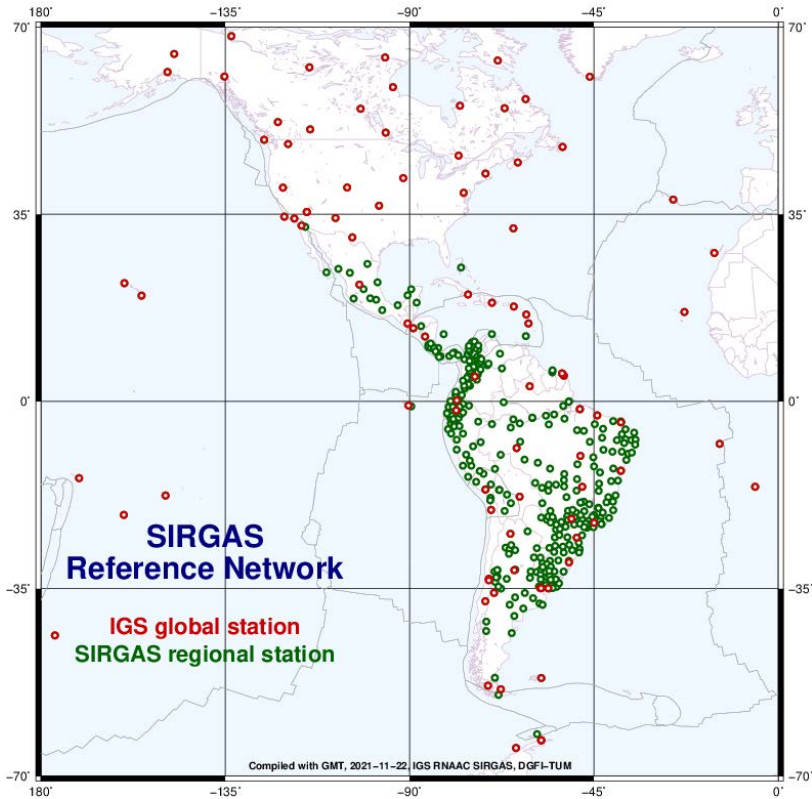 180° −135° −90° −45° 0°
70° 70°
35° 35°
0° 0°
SIRGAS
Reference Network
−35° −35°
IGS global station
SIRGAS regional station
Compiled with GMT, 2021−11−22, IGS RNAAC SIRGAS, DGFI−TUM
−70° −70°
180° −135° −90° −45° 0°